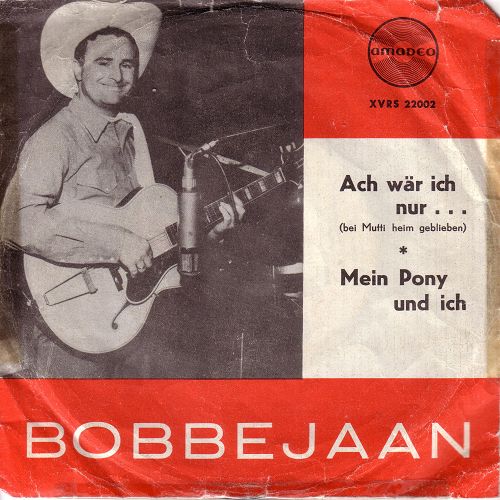 amadeo
XVRS 22002
Ach wär ich
nur . . .
(bei Mutti heim geblieben)
*
Mein Pony
und ich
BOBBEJAAN